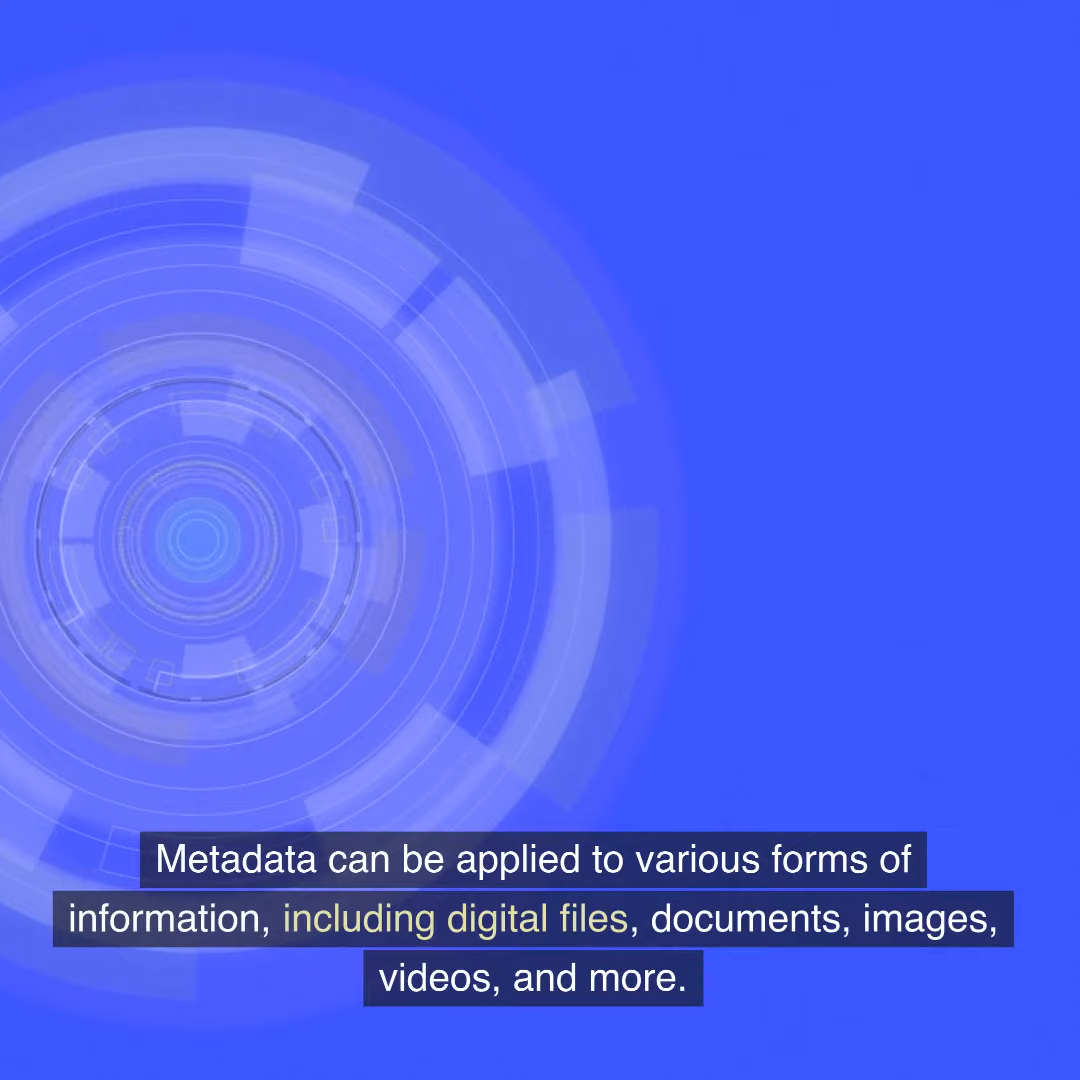 Metadata can be applied to various forms of
information, including digital files, documents, images,
videos, and more.